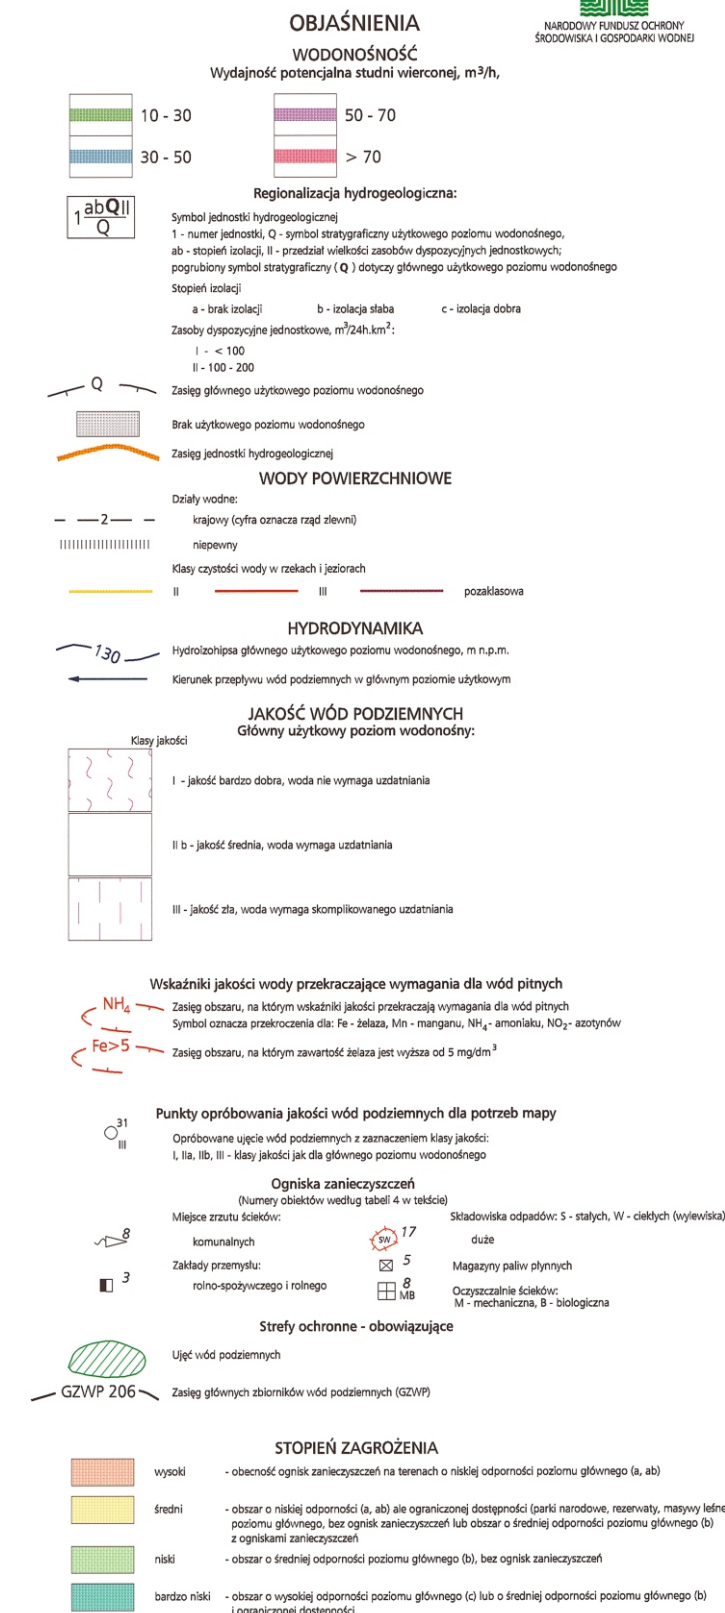 OBJAŚNIENIA
NARODOWY FUNDUSZ OCHRONY
ŚRODOWISKA I GOSPODARKI WODNEJ
WODONOŚNOŚĆ
Wydajność potencjalna studni wierconej, m³/h,
10 - 30
50 - 70
30 - 50
> 70
Regionalizacja hydrogeologiczna:
1 abQII
Q
Symbol jednostki hydrogeologicznej
1 - numer jednostki, Q - symbol stratygraficzny użytkowego poziomu wodonośnego,
ab - stopień izolacji, II - przedział wielkości zasobów dyspozycyjnych jednostkowych;
pogrubiony symbol stratygraficzny ( Q ) dotyczy głównego użytkowego poziomu wodonośnego
Stopień izolacji
a - brak izolacji b - izolacja słaba c - izolacja dobra
Zasoby dyspozycyjne jednostkowe, m³/24h.km²:
I - < 100
II - 100 - 200
Q Zasięg głównego użytkowego poziomu wodonośnego
Brak użytkowego poziomu wodonośnego
Zasięg jednostki hydrogeologicznej
WODY POWIERZCHNIOWE
Działy wodne:
2 krajowy (cyfra oznacza rząd zlewni)
niepewny
Klasy czystości wody w rzekach i jeziorach
II III pozaklasowa
HYDRODYNAMIKA
130 Hydroizohipsa głównego użytkowego poziomu wodonośnego, m n.p.m.
Kierunek przepływu wód podziemnych w głównym poziomie użytkowym
JAKOŚĆ WÓD PODZIEMNYCH
Główny użytkowy poziom wodonośny:
Klasy jakości
I - jakość bardzo dobra, woda nie wymaga uzdatniania
II b - jakość średnia, woda wymaga uzdatniania
III - jakość zła, woda wymaga skomplikowanego uzdatniania
Wskaźniki jakości wody przekraczające wymagania dla wód pitnych
NH₄ Zasięg obszaru, na którym wskaźniki jakości przekraczają wymagania dla wód pitnych
Symbol oznacza przekroczenia dla: Fe - żelaza, Mn - manganu, NH₄- amoniaku, NO₂- azotynów
Fe>5 Zasięg obszaru, na którym zawartość żelaza jest wyższa od 5 mg/dm³
Punkty opróbowania jakości wód podziemnych dla potrzeb mapy
31
III
Opróbowane ujęcie wód podziemnych z zaznaczeniem klasy jakości:
I, IIa, IIb, III - klasy jakości jak dla głównego poziomu wodonośnego
Ogniska zanieczyszczeń
(Numery obiektów według tabeli 4 w tekście)
Miejsce zrzutu ścieków:
8 komunalnych
Zakłady przemysłu:
3 rolno-spożywczego i rolnego
Składowiska odpadów: S - stałych, W - ciekłych (wylewiska)
SW 17 duże
5 Magazyny paliw płynnych
8 MB Oczyszczalnie ścieków:
M - mechaniczna, B - biologiczna
Strefy ochronne - obowiązujące
Ujęć wód podziemnych
GZWP 206 Zasięg głównych zbiorników wód podziemnych (GZWP)
STOPIEŃ ZAGROŻENIA
wysoki - obecność ognisk zanieczyszczeń na terenach o niskiej odporności poziomu głównego (a, ab)
średni - obszar o niskiej odporności (a, ab) ale ograniczonej dostępności (parki narodowe, rezerwaty, masywy leśne
poziomu głównego, bez ognisk zanieczyszczeń lub obszar o średniej odporności poziomu głównego (b)
z ogniskami zanieczyszczeń
niski - obszar o średniej odporności poziomu głównego (b), bez ognisk zanieczyszczeń
bardzo niski - obszar o wysokiej odporności poziomu głównego (c) lub o średniej odporności poziomu głównego (b)
i ograniczonej dostępności